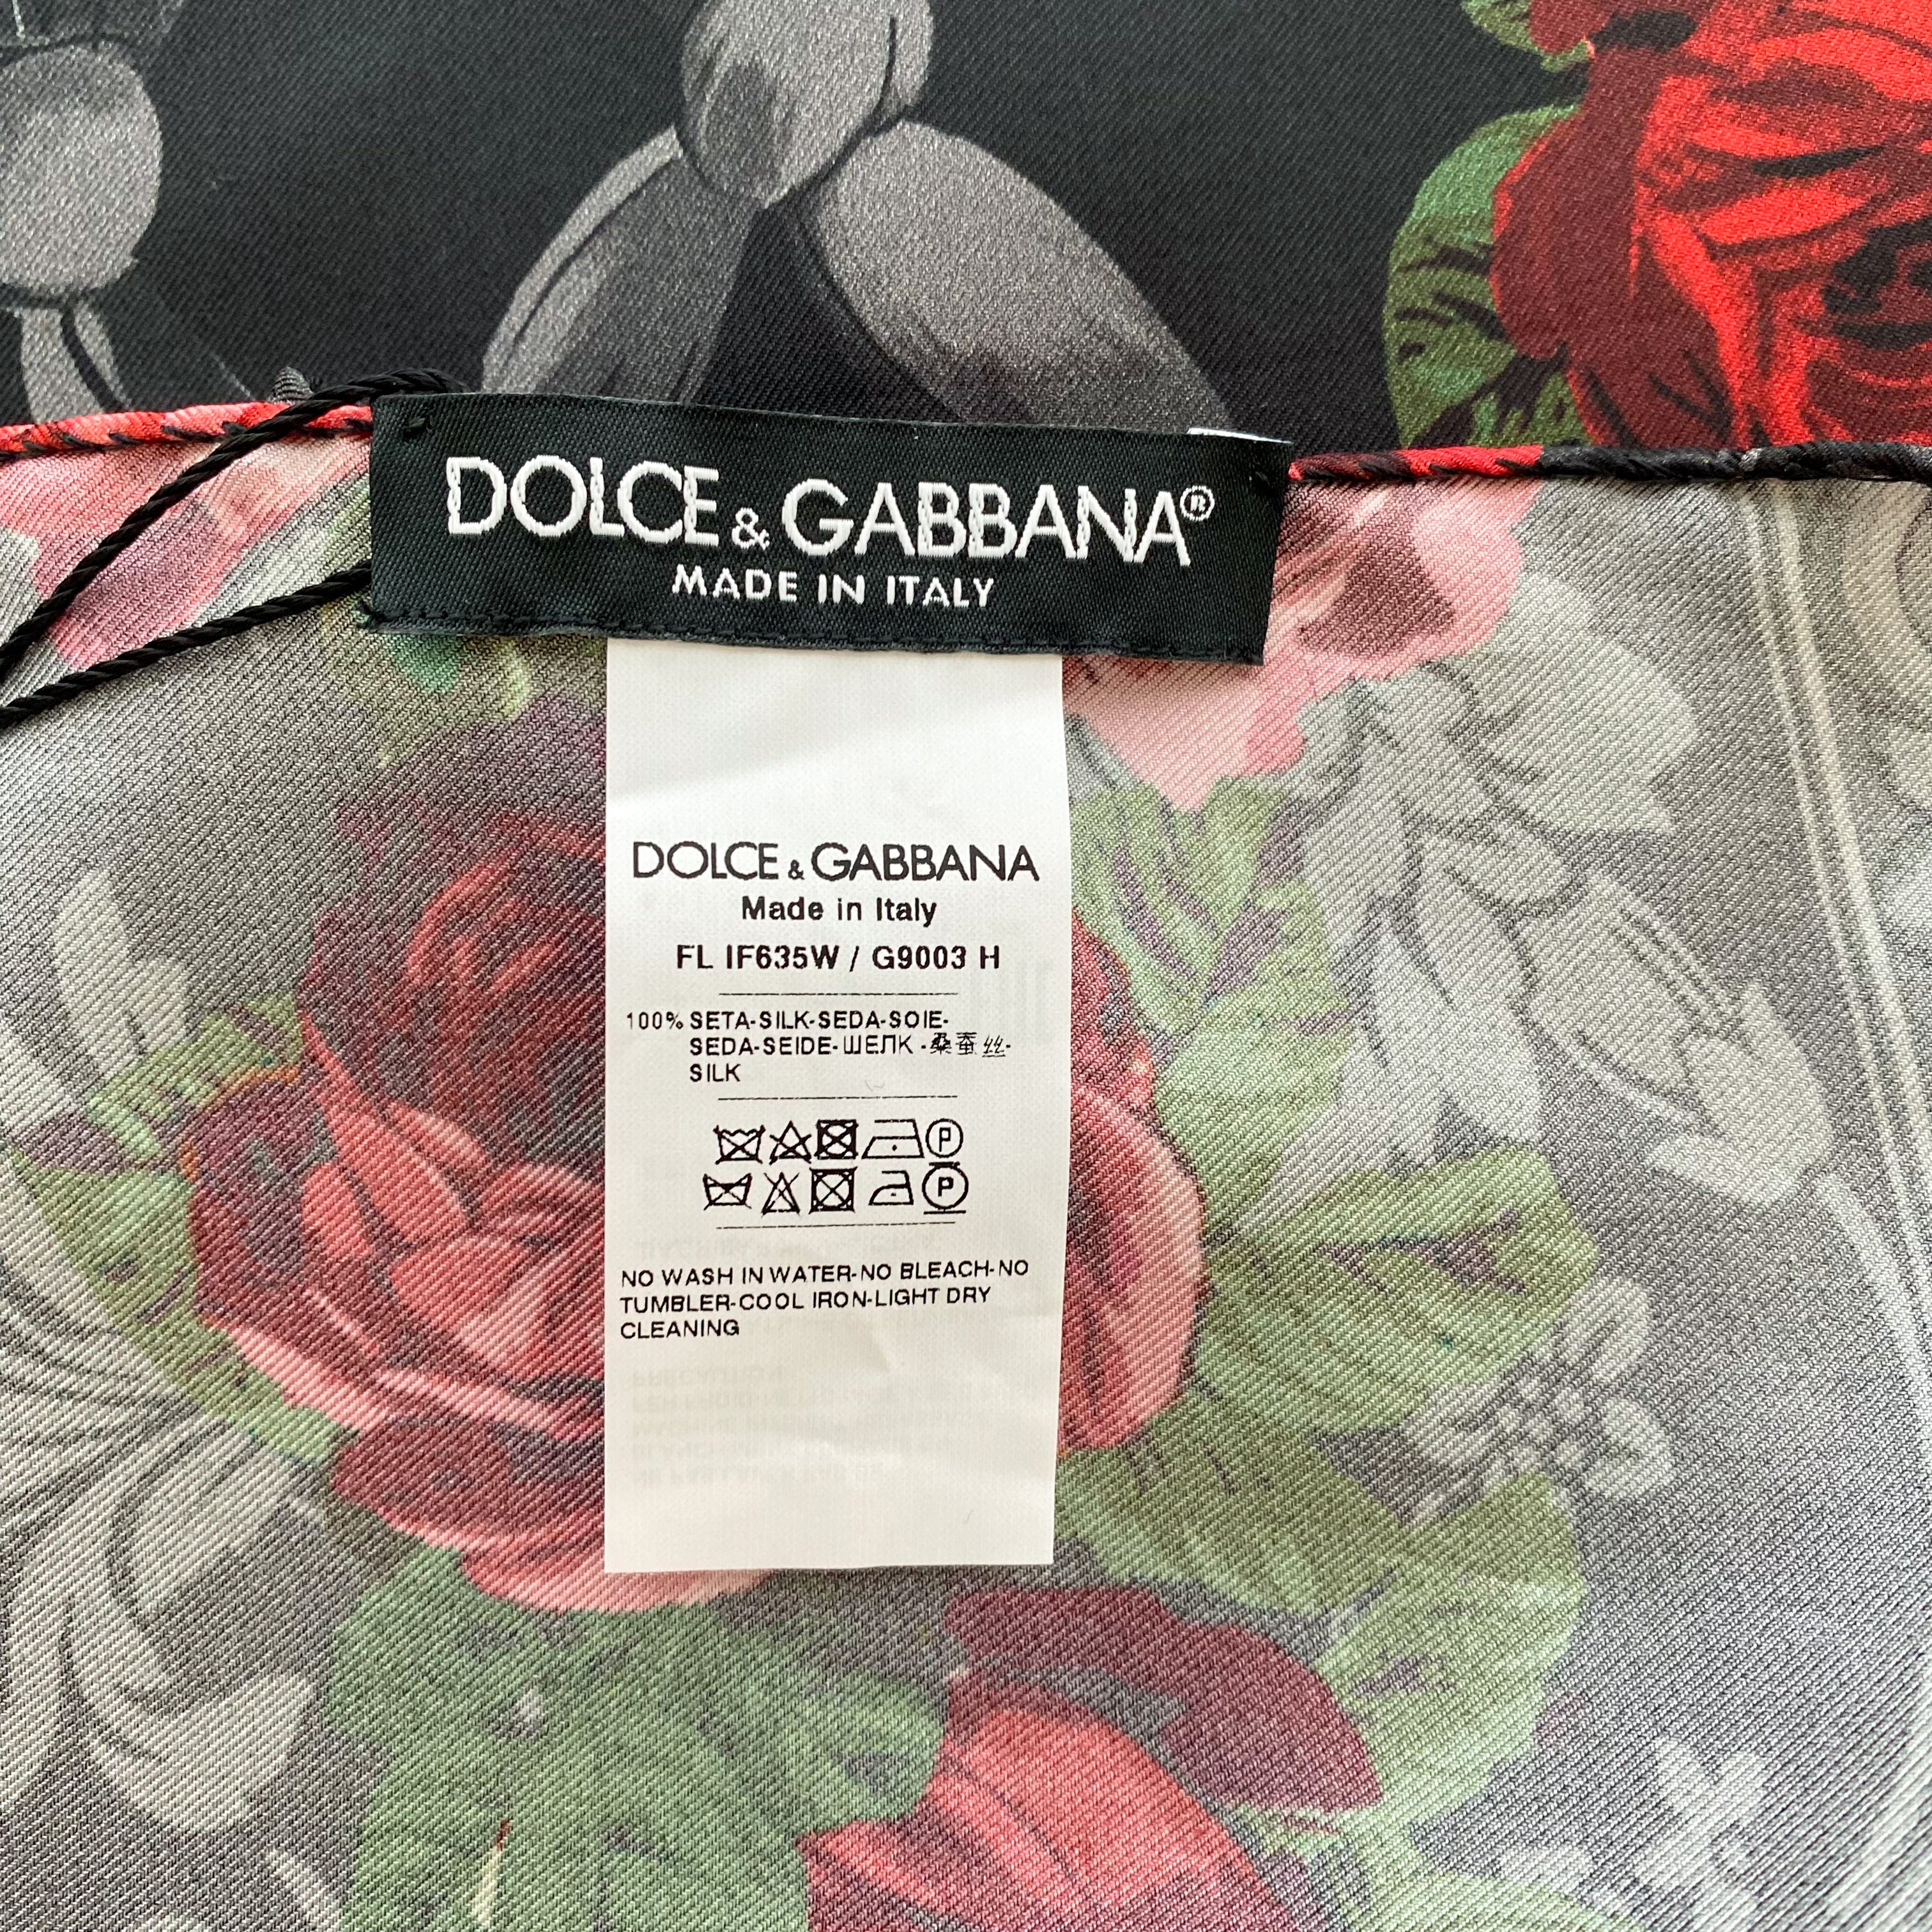 DOLCE & GABBANA®
MADE IN ITALY
DOLCE & GABBANA
Made in Italy
FL IF635W / G9003 H
100% SETA-SILK-SEDA-SOIE-
SEDA-SEIDE-ШЕЛК -桑蚕丝-
SILK
P
P
NO WASH IN WATER-NO BLEACH-NO
TUMBLER-COOL IRON-LIGHT DRY
CLEANING